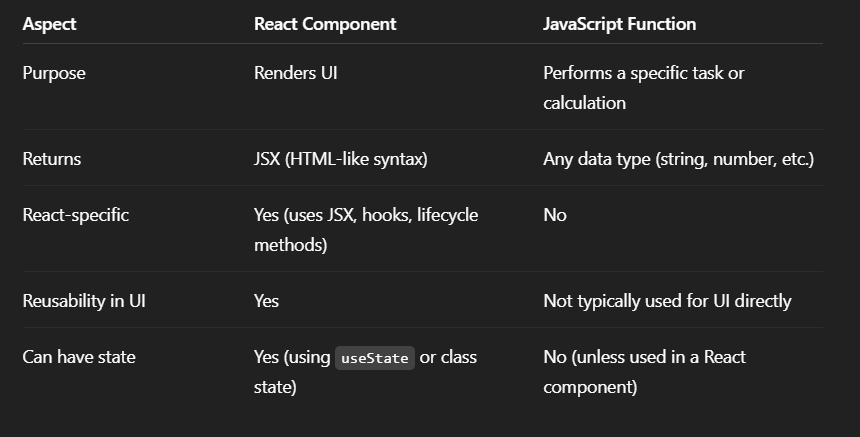 Aspect React Component JavaScript Function
Purpose Renders UI Performs a specific task or
calculation
Returns JSX (HTML-like syntax) Any data type (string, number, etc.)
React-specific Yes (uses JSX, hooks, lifecycle No
methods)
Reusability in UI Yes Not typically used for UI directly
Can have state Yes (using useState or class No (unless used in a React
state) component)